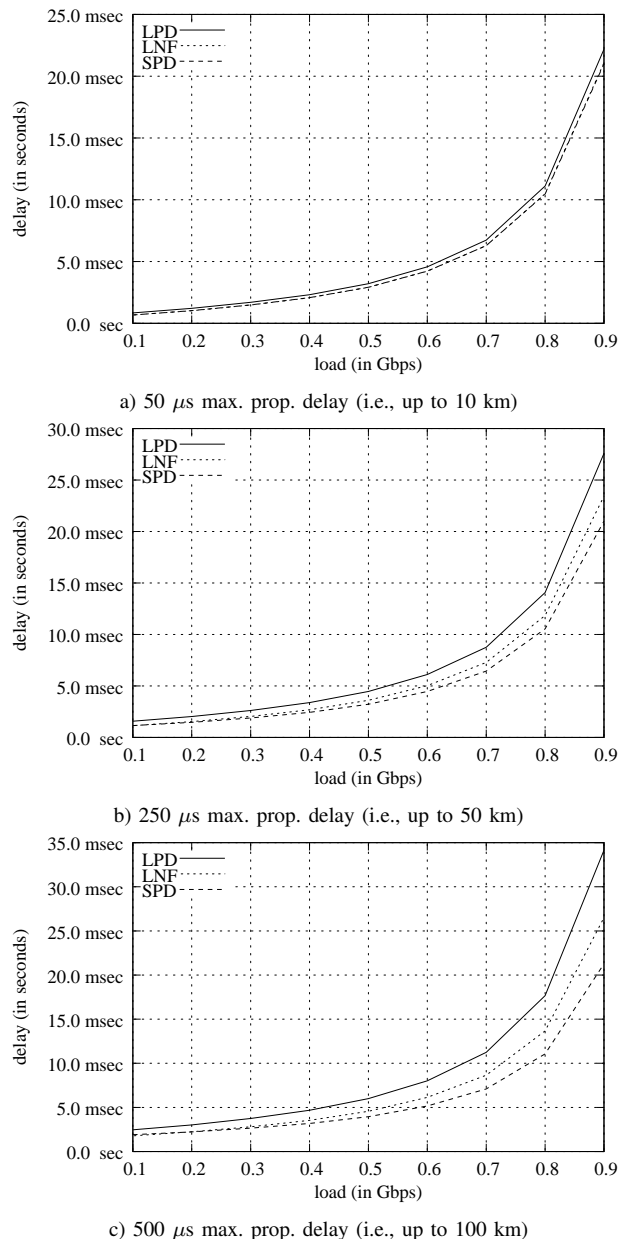 25.0 msec
20.0 msec
15.0 msec
10.0 msec
5.0 msec
0.0 sec
delay (in seconds)
LPD
LNF
SPD
0.1 0.2 0.3 0.4 0.5 0.6 0.7 0.8 0.9
load (in Gbps)
a) 50 μs max. prop. delay (i.e., up to 10 km)
30.0 msec
25.0 msec
20.0 msec
15.0 msec
10.0 msec
5.0 msec
0.0 sec
delay (in seconds)
LPD
LNF
SPD
0.1 0.2 0.3 0.4 0.5 0.6 0.7 0.8 0.9
load (in Gbps)
b) 250 μs max. prop. delay (i.e., up to 50 km)
35.0 msec
30.0 msec
25.0 msec
20.0 msec
15.0 msec
10.0 msec
5.0 msec
0.0 sec
delay (in seconds)
LPD
LNF
SPD
0.1 0.2 0.3 0.4 0.5 0.6 0.7 0.8 0.9
load (in Gbps)
c) 500 μs max. prop. delay (i.e., up to 100 km)